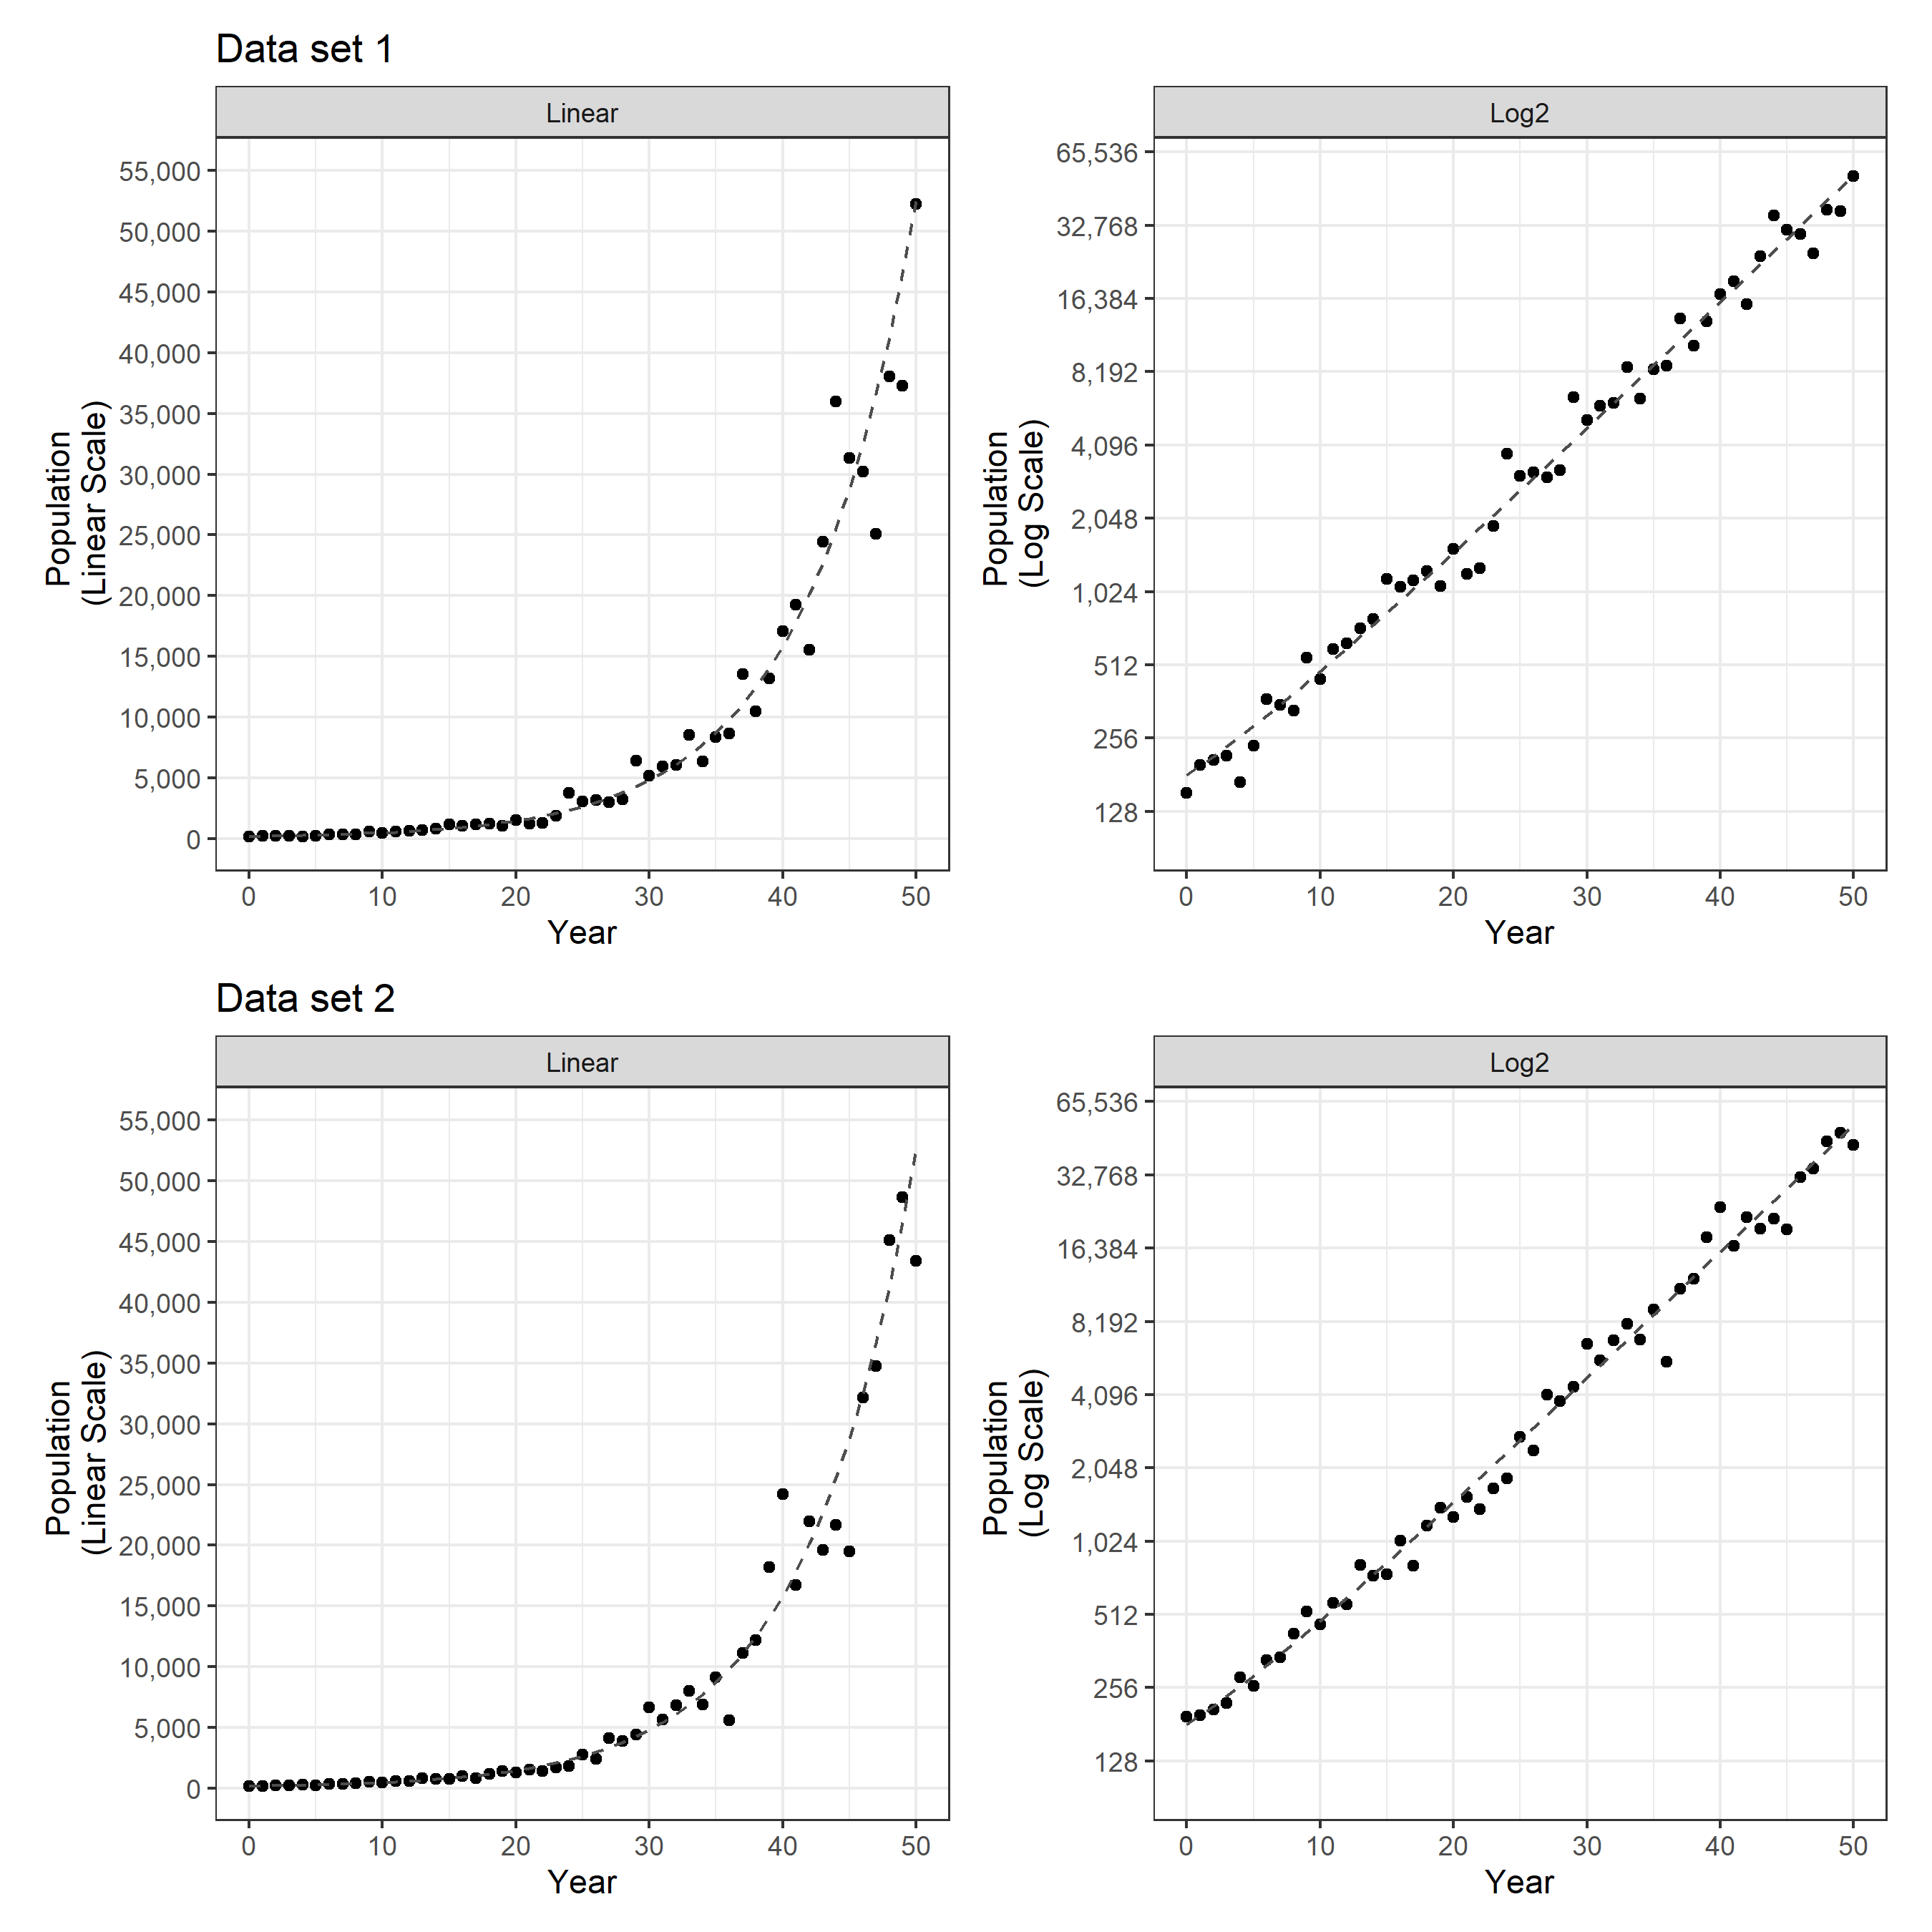 Data set 1
Linear
Log2
55,000
50,000
45,000
40,000
35,000
30,000
25,000
20,000
15,000
10,000
5,000
0
Population
(Linear Scale)
0 10 20 30 40 50
Year
65,536
32,768
16,384
8,192
4,096
2,048
1,024
512
256
128
Population
(Log Scale)
0 10 20 30 40 50
Year
Data set 2
Linear
Log2
55,000
50,000
45,000
40,000
35,000
30,000
25,000
20,000
15,000
10,000
5,000
0
Population
(Linear Scale)
0 10 20 30 40 50
Year
65,536
32,768
16,384
8,192
4,096
2,048
1,024
512
256
128
Population
(Log Scale)
0 10 20 30 40 50
Year